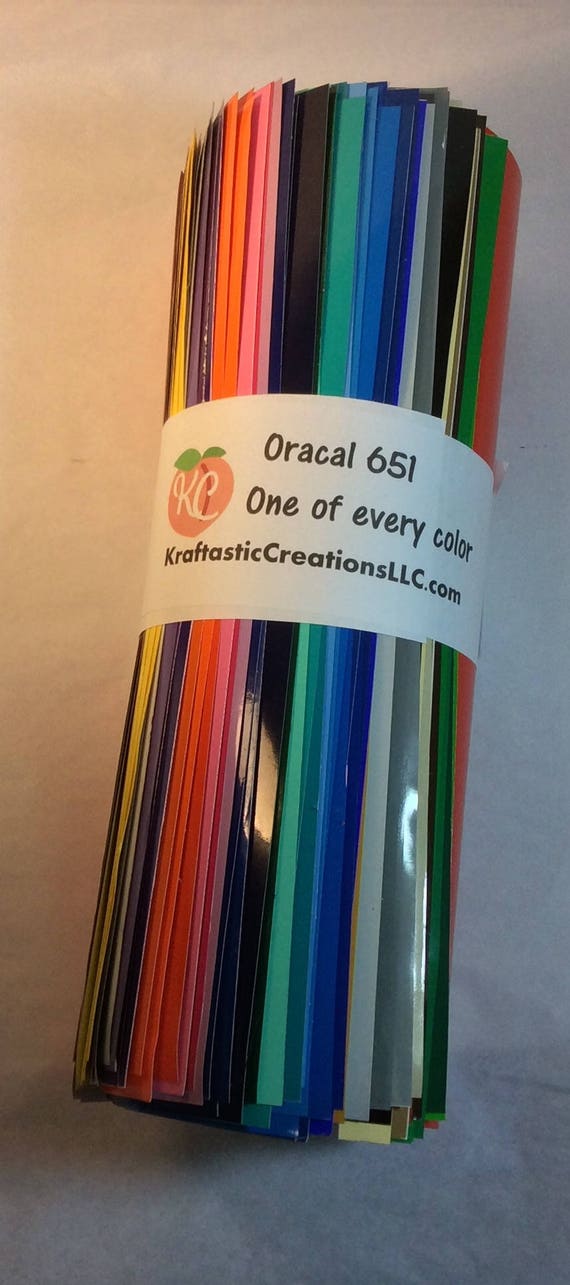 Oracal 651
KC
One of every color
KraftasticCreationsLLC.com